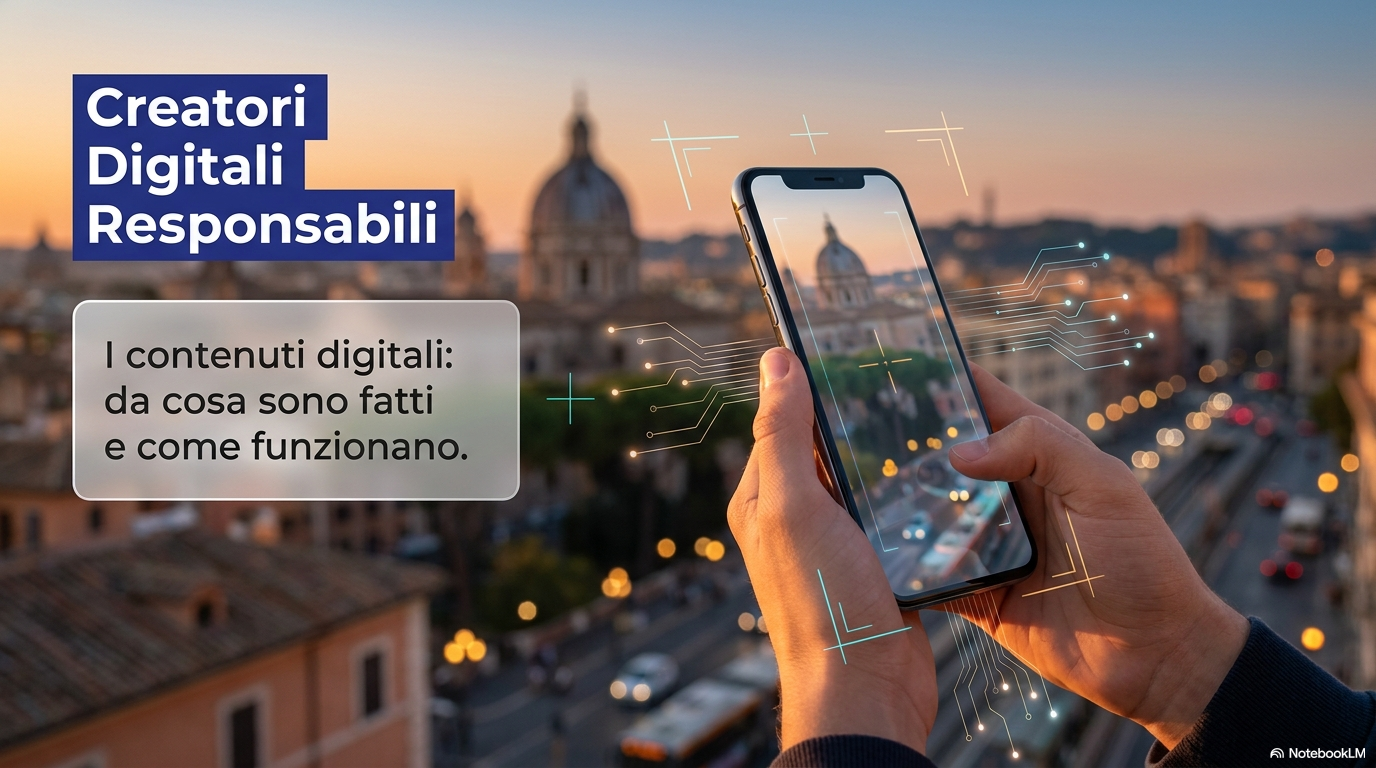 Creatori
Digitali
Responsabili
I contenuti digitali:
da cosa sono fatti
e come funzionano.
NotebookLM